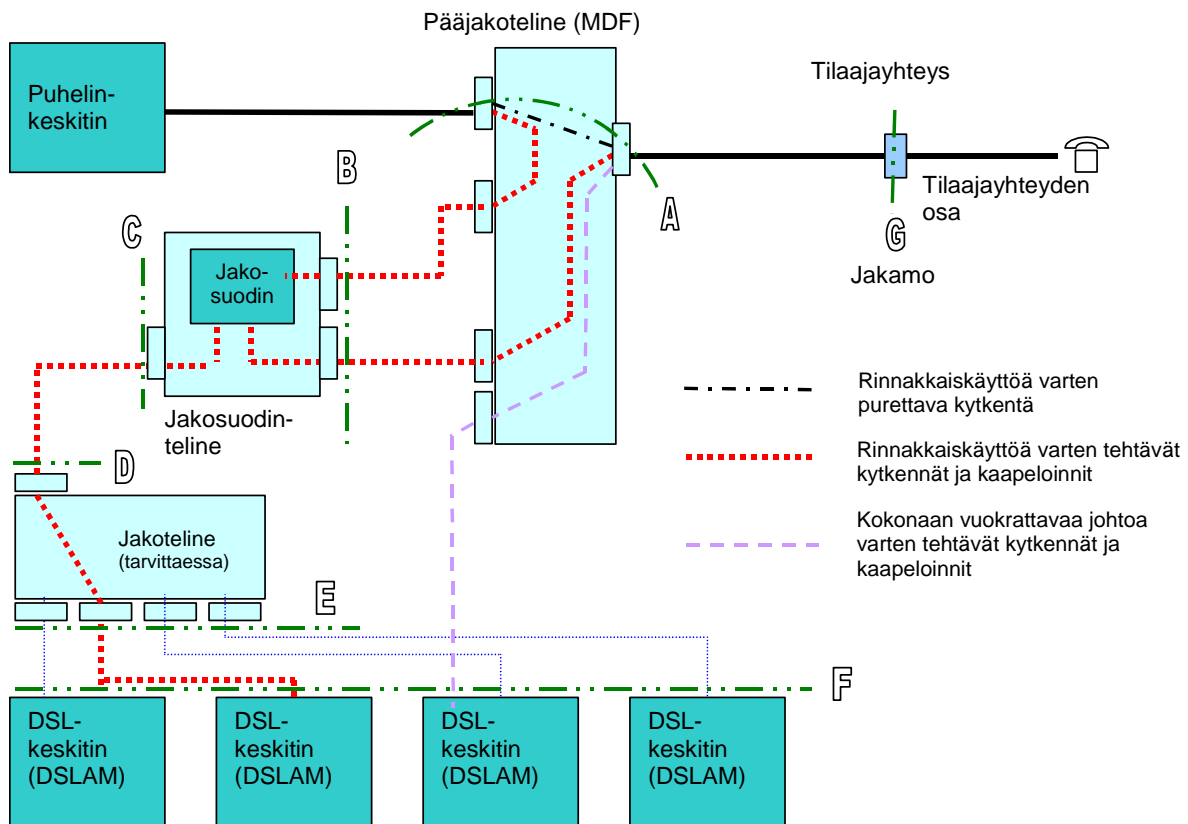 Pääjakoteline (MDF)
Puhelin-
keskitin
Tilaajayhteys
B
A
Tilaajayhteyden
osa
G
Jakamo
C
Jako-
suodin
Jakosuodin-
teline
Rinnakkaiskäyttöä varten
purettava kytkentä
Rinnakkaiskäyttöä varten tehtävät
kytkennät ja kaapeloinnit
Kokonaan vuokrattavaa johtoa
varten tehtävät kytkennät ja
kaapeloinnit
D
Jakoteline
(tarvittaessa)
E
F
DSL-
keskitin
(DSLAM)
DSL-
keskitin
(DSLAM)
DSL-
keskitin
(DSLAM)
DSL-
keskitin
(DSLAM)